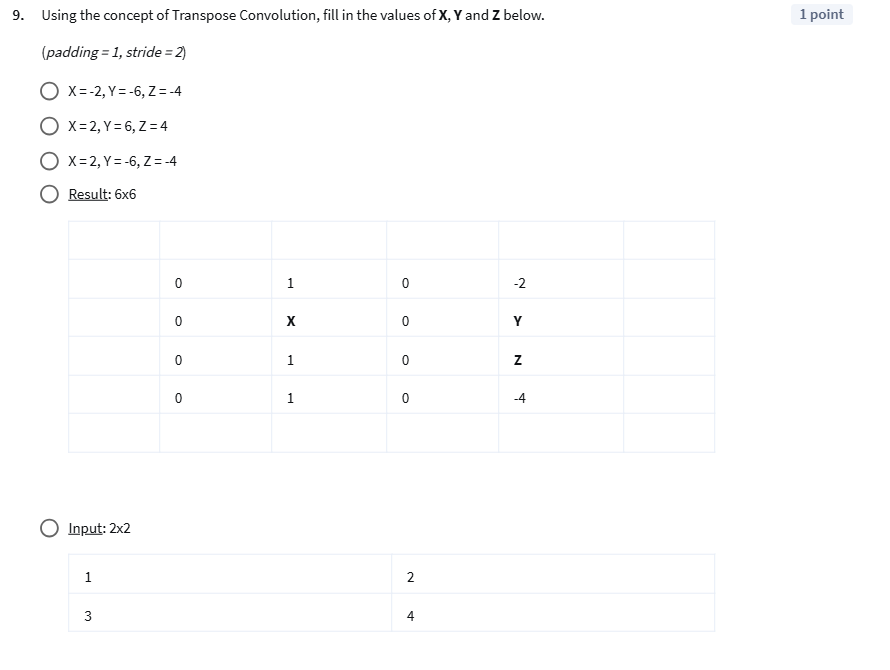 9. Using the concept of Transpose Convolution, fill in the values of X, Y and Z below.
1 point
(padding = 1, stride = 2)
X = -2, Y = -6, Z = -4
X = 2, Y = 6, Z = 4
X = 2, Y = -6, Z = -4
Result: 6x6
0 1 0 -2
0 X 0 Y
0 1 0 Z
0 1 0 -4
Input: 2x2
1 2
3 4